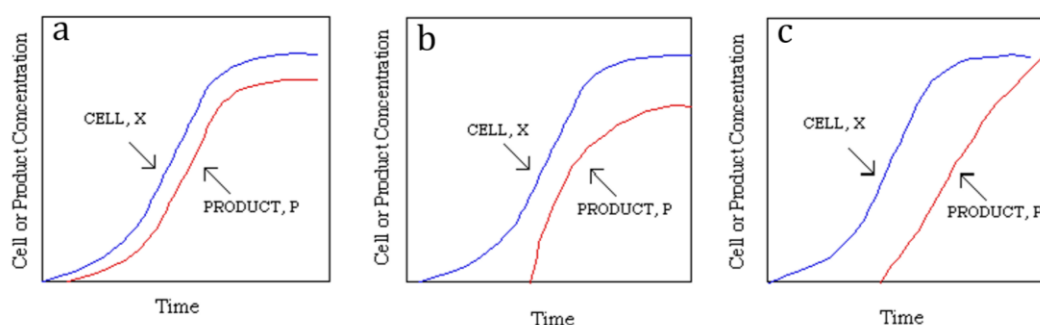 a
Cell or Product Concentration
CELL, X
PRODUCT, P
Time
b
Cell or Product Concentration
CELL, X
PRODUCT, P
Time
c
Cell or Product Concentration
CELL, X
PRODUCT, P
Time